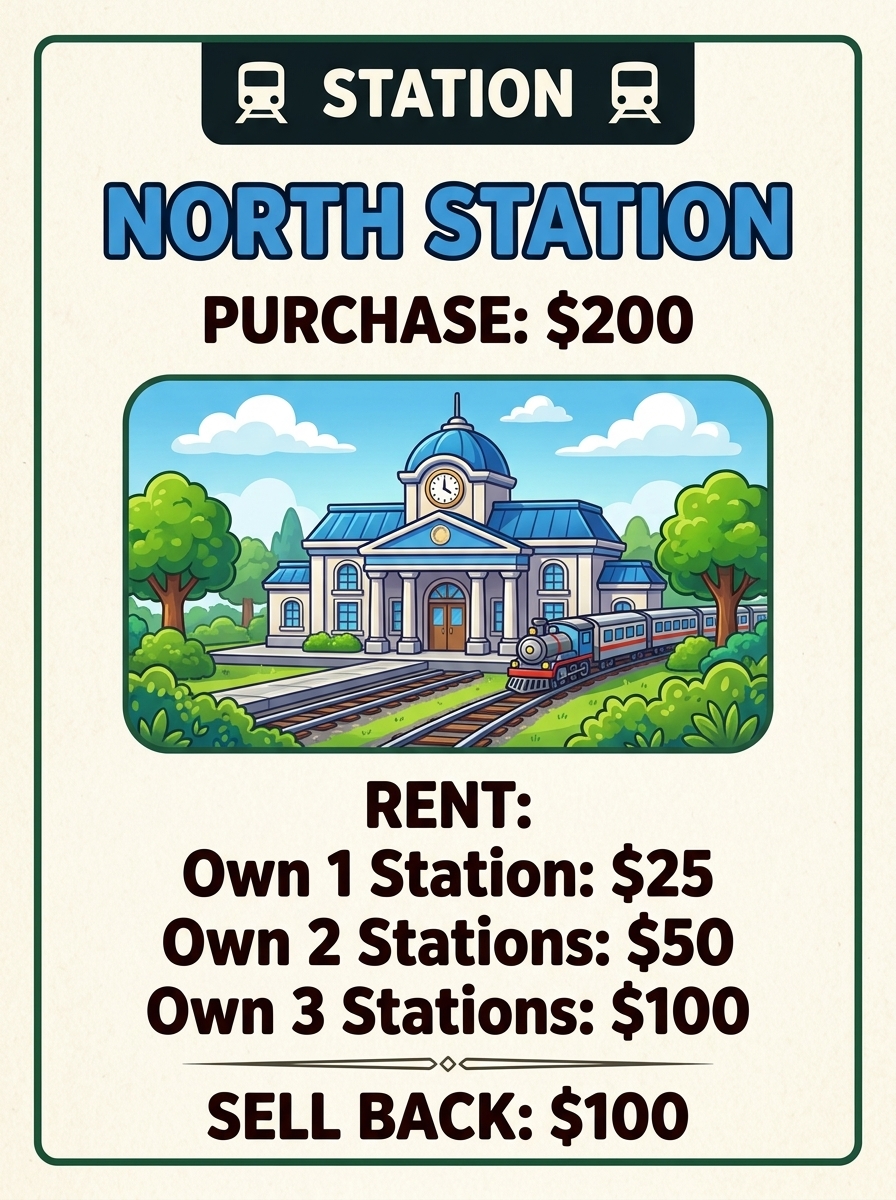 STATION
NORTH STATION
PURCHASE: $200
RENT:
Own 1 Station: $25
Own 2 Stations: $50
Own 3 Stations: $100
SELL BACK: $100